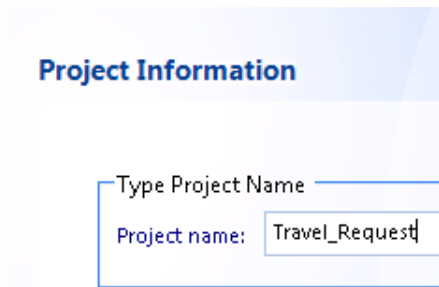 Project Information
Type Project Name
Project name: Travel_Request